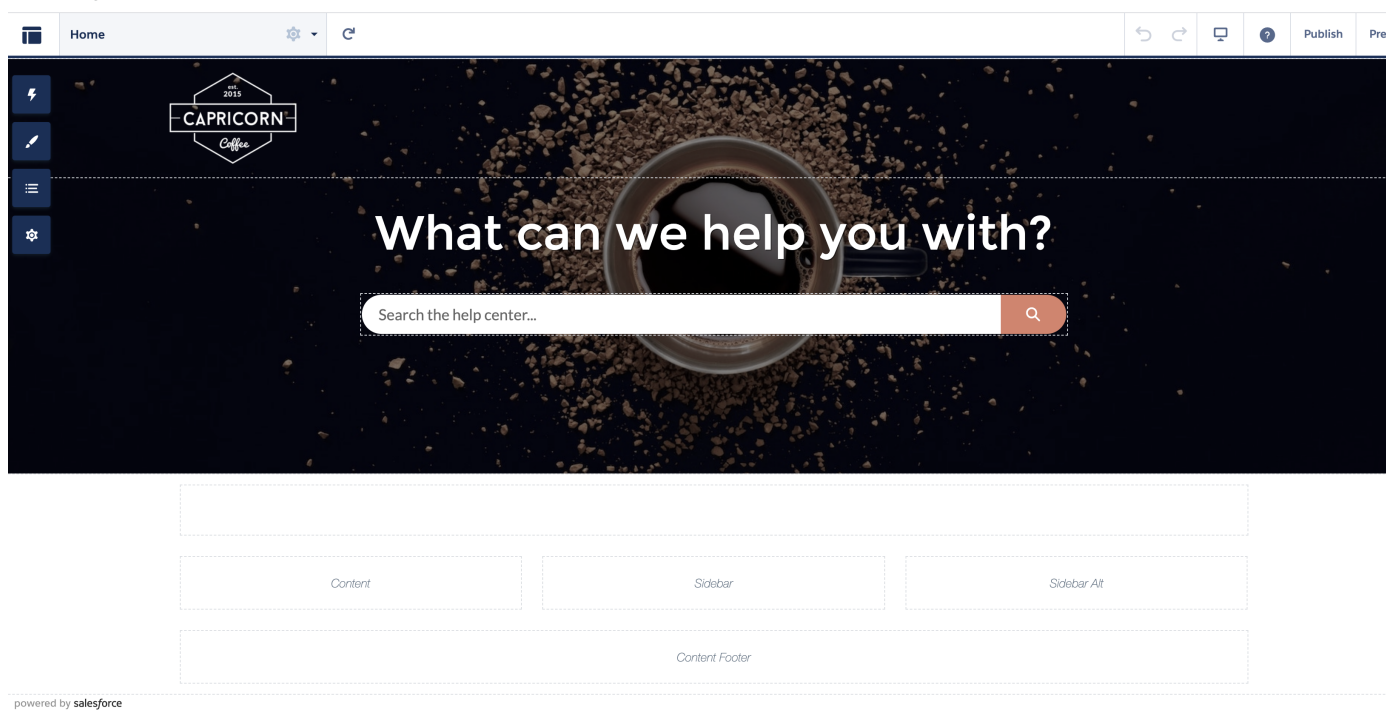 Home
?
Publish
Pre
est.
2015
CAPRICORN
Coffee
What can we help you with?
Search the help center...
Content
Sidebar
Sidebar Alt
Content Footer
powered by salesforce